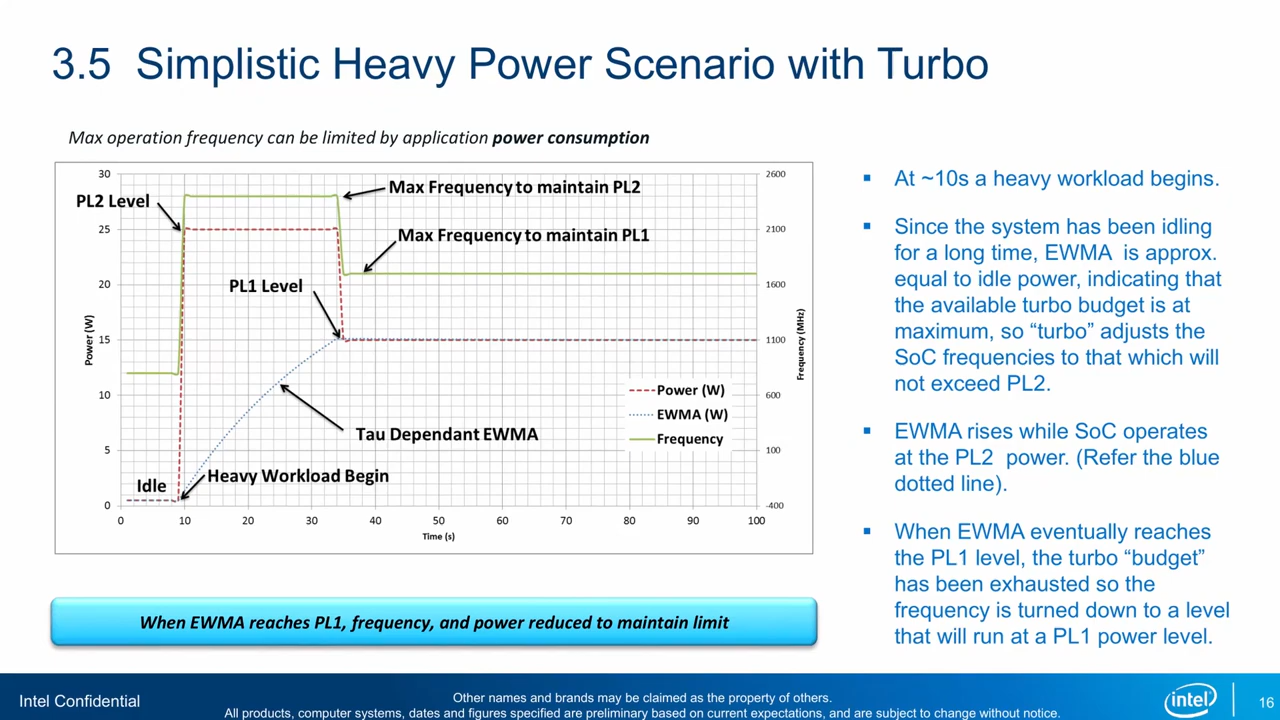 3.5 Simplistic Heavy Power Scenario with Turbo
Max operation frequency can be limited by application power consumption
30
25
20
15
10
5
0
Power (W)
0 10 20 30 40 50 60 70 80 90 100
Time (s)
2600
2100
1600
1100
600
100
-400
Frequency (MHz)
PL2 Level
Max Frequency to maintain PL2
Max Frequency to maintain PL1
PL1 Level
Tau Dependant EWMA
Idle
Heavy Workload Begin
Power (W)
EWMA (W)
Frequency
When EWMA reaches PL1, frequency, and power reduced to maintain limit
▪ At ~10s a heavy workload begins.
▪ Since the system has been idling
for a long time, EWMA is approx.
equal to idle power, indicating that
the available turbo budget is at
maximum, so “turbo” adjusts the
SoC frequencies to that which will
not exceed PL2.
▪ EWMA rises while SoC operates
at the PL2 power. (Refer the blue
dotted line).
▪ When EWMA eventually reaches
the PL1 level, the turbo “budget”
has been exhausted so the
frequency is turned down to a level
that will run at a PL1 power level.
Intel Confidential
Other names and brands may be claimed as the property of others.
All products, computer systems, dates and figures specified are preliminary based on current expectations, and are subject to change without notice.
intel
16